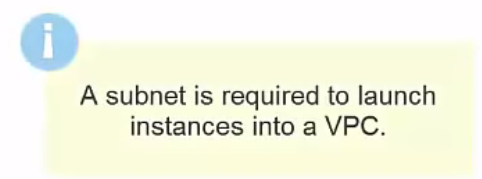 A subnet is required to launch
instances into a VPC.